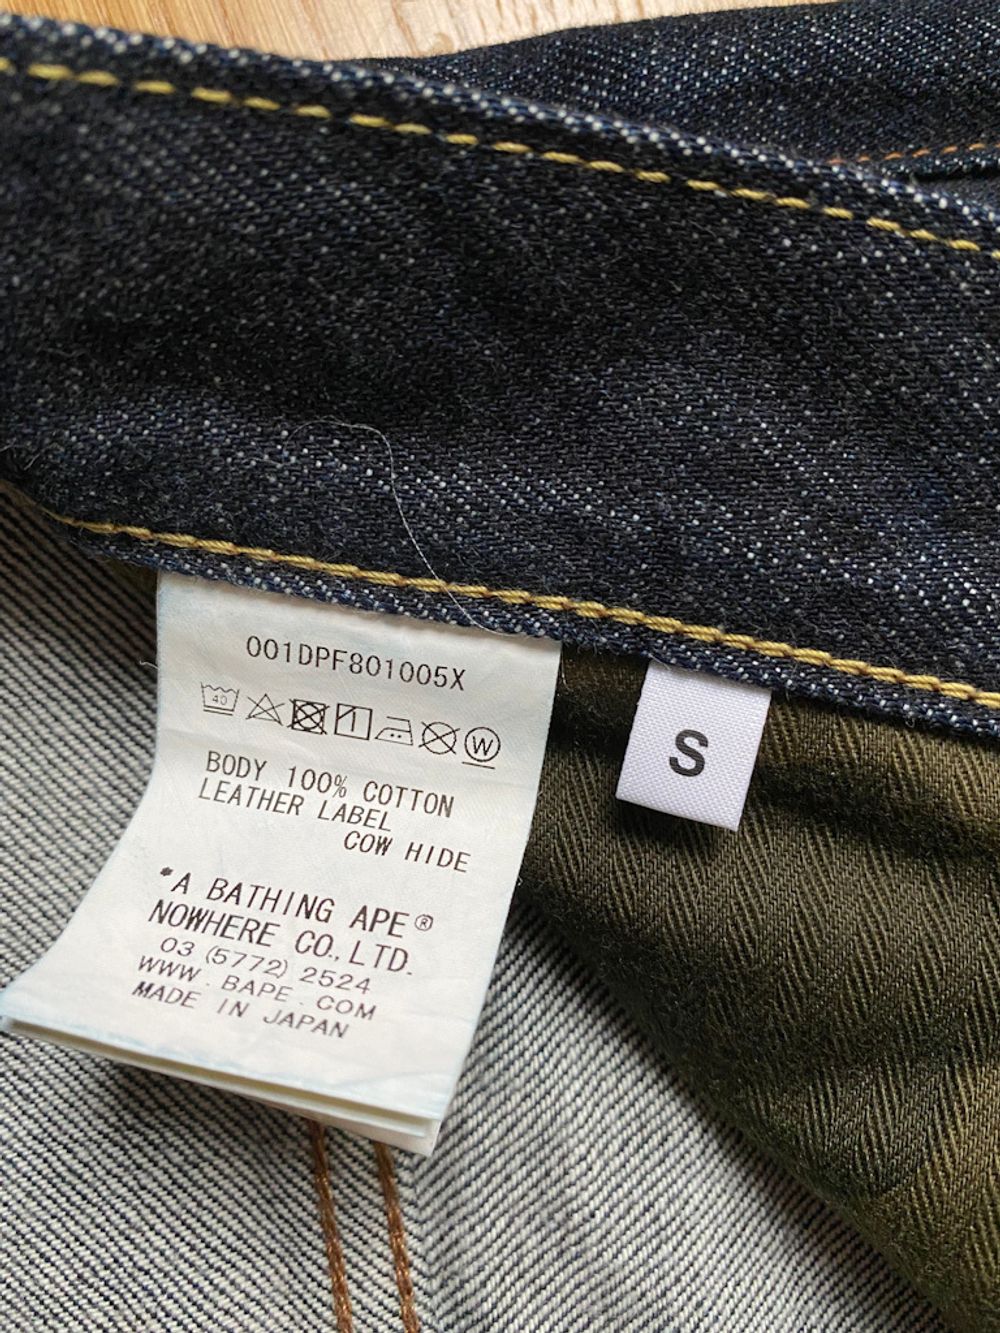 001DPF801005X
40 W
BODY 100% COTTON
LEATHER LABEL
COW HIDE
*A BATHING APE®
NOWHERE CO., LTD.
03 (5772) 2524
WWW . BAPE . COM
MADE IN JAPAN
S